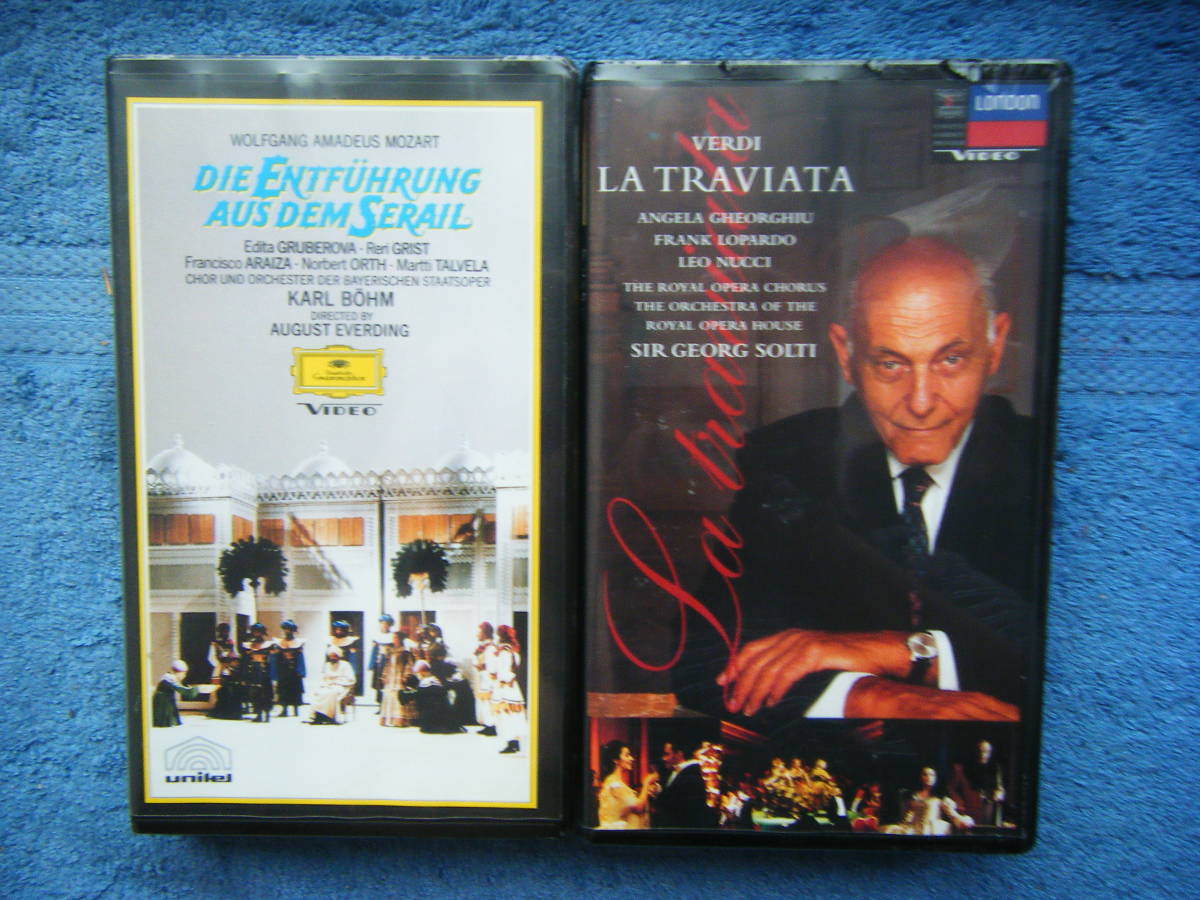 WOLFGANG AMADEUS MOZART
DIE ENTFÜHRUNG
AUS DEM SERAIL
Edita GRUBEROVA · Reri GRIST
Francisco ARAIZA · Norbert ORTH · Martti TALVELA
CHOR UND ORCHESTER DER BAYERISCHEN STAATSOPER
KARL BÖHM
DIRECTED BY
AUGUST EVERDING
Deutsche
Grammophon
VIDEO
unitel
LONDON
VIDEO
VERDI
LA TRAVIATA
ANGELA GHEORGHIU
FRANK LOPARDO
LEO NUCCI
THE ROYAL OPERA CHORUS
THE ORCHESTRA OF THE
ROYAL OPERA HOUSE
SIR GEORG SOLTI
La traviata